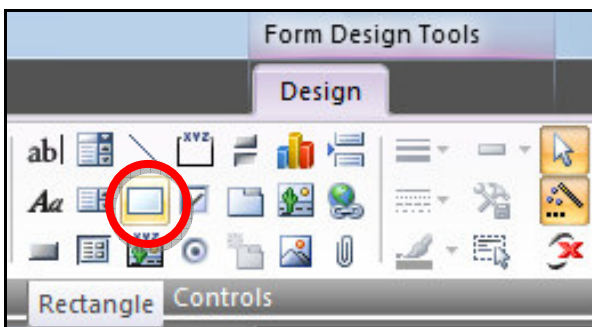 Form Design Tools
Design
ab|
XYZ
Aa
XYZ
Rectangle
Controls